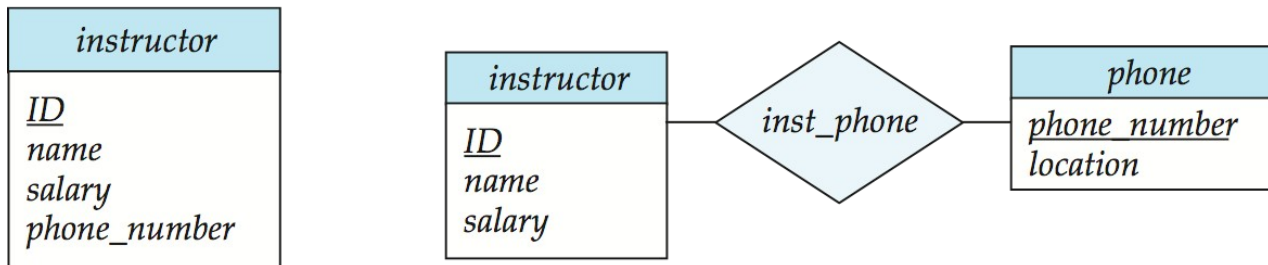 instructor
ID
name
salary
phone_number
instructor
ID
name
salary
inst_phone
phone
phone_number
location